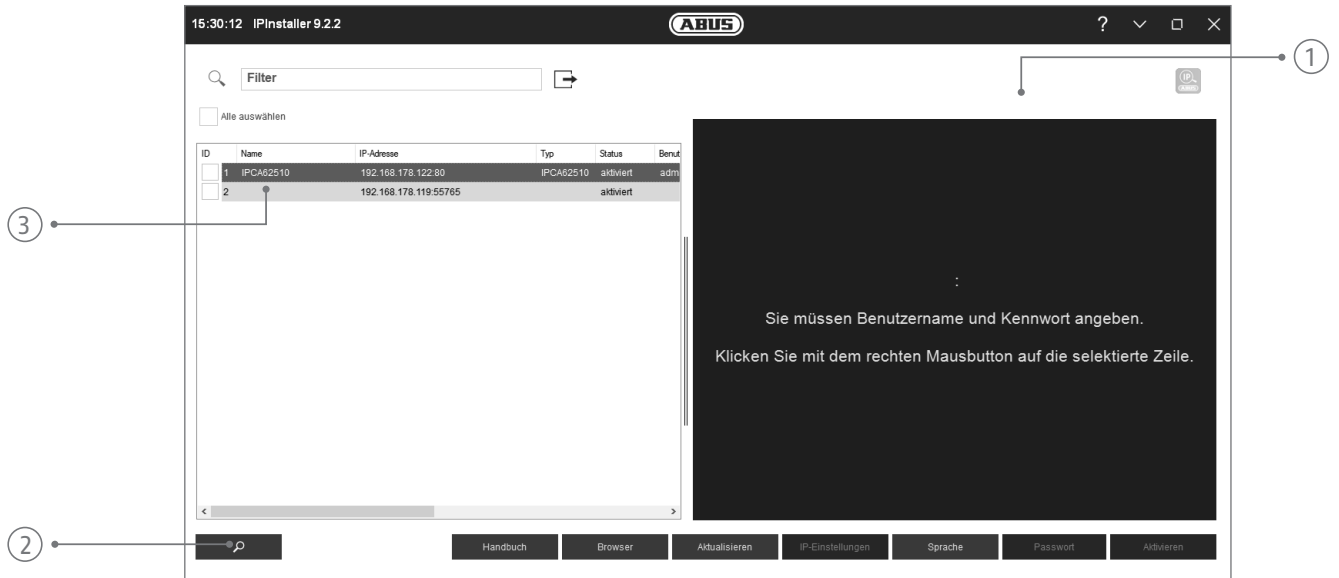 15:30:12 IPInstaller 9.2.2
ABUS
?
1
Filter
IP
ABUS
Alle auswählen
ID Name IP-Adresse Typ Status Benut
1 IPCA62510 192.168.178.122:80 IPCA62510 aktiviert adm
2 192.168.178.119:55765 aktiviert
3
:
Sie müssen Benutzername und Kennwort angeben.
Klicken Sie mit dem rechten Mausbutton auf die selektierte Zeile.
2
Handbuch Browser Aktualisieren IP-Einstellungen Sprache Passwort Aktivieren